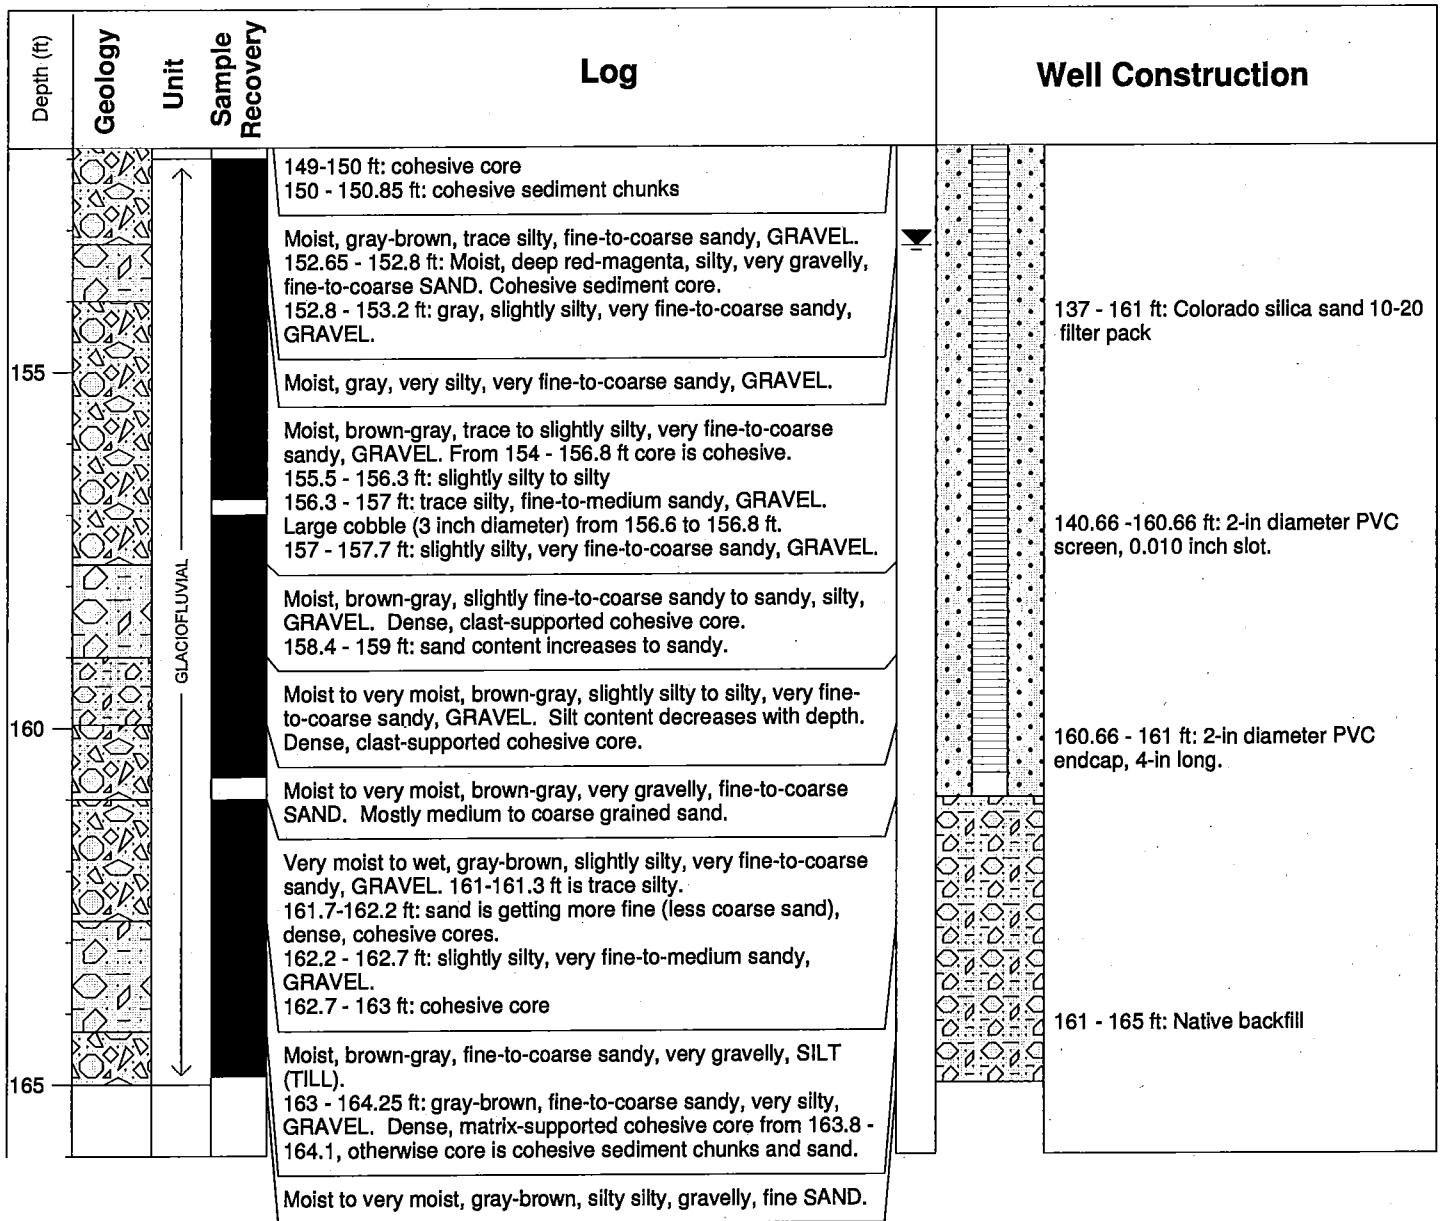 Depth (ft)
Geology
Unit
Sample
Recovery
Log
Well Construction
149-150 ft: cohesive core
150 - 150.85 ft: cohesive sediment chunks
Moist, gray-brown, trace silty, fine-to-coarse sandy, GRAVEL.
152.65 - 152.8 ft: Moist, deep red-magenta, silty, very gravelly,
fine-to-coarse SAND. Cohesive sediment core.
152.8 - 153.2 ft: gray, slightly silty, very fine-to-coarse sandy,
GRAVEL.
Moist, gray, very silty, very fine-to-coarse sandy, GRAVEL.
Moist, brown-gray, trace to slightly silty, very fine-to-coarse
sandy, GRAVEL. From 154 - 156.8 ft core is cohesive.
155.5 - 156.3 ft: slightly silty to silty
156.3 - 157 ft: trace silty, fine-to-medium sandy, GRAVEL.
Large cobble (3 inch diameter) from 156.6 to 156.8 ft.
157 - 157.7 ft: slightly silty, very fine-to-coarse sandy, GRAVEL.
Moist, brown-gray, slightly fine-to-coarse sandy to sandy, silty,
GRAVEL. Dense, clast-supported cohesive core.
158.4 - 159 ft: sand content increases to sandy.
Moist to very moist, brown-gray, slightly silty to silty, very fine-
to-coarse sandy, GRAVEL. Silt content decreases with depth.
Dense, clast-supported cohesive core.
Moist to very moist, brown-gray, very gravelly, fine-to-coarse
SAND. Mostly medium to coarse grained sand.
Very moist to wet, gray-brown, slightly silty, very fine-to-coarse
sandy, GRAVEL. 161-161.3 ft is trace silty.
161.7-162.2 ft: sand is getting more fine (less coarse sand),
dense, cohesive cores.
162.2 - 162.7 ft: slightly silty, very fine-to-medium sandy,
GRAVEL.
162.7 - 163 ft: cohesive core
Moist, brown-gray, fine-to-coarse sandy, very gravelly, SILT
(TILL).
163 - 164.25 ft: gray-brown, fine-to-coarse sandy, very silty,
GRAVEL. Dense, matrix-supported cohesive core from 163.8 -
164.1, otherwise core is cohesive sediment chunks and sand.
Moist to very moist, gray-brown, silty silty, gravelly, fine SAND.
155
160
165
GLACIOFLUVIAL
137 - 161 ft: Colorado silica sand 10-20
filter pack
140.66 -160.66 ft: 2-in diameter PVC
screen, 0.010 inch slot.
160.66 - 161 ft: 2-in diameter PVC
endcap, 4-in long.
161 - 165 ft: Native backfill